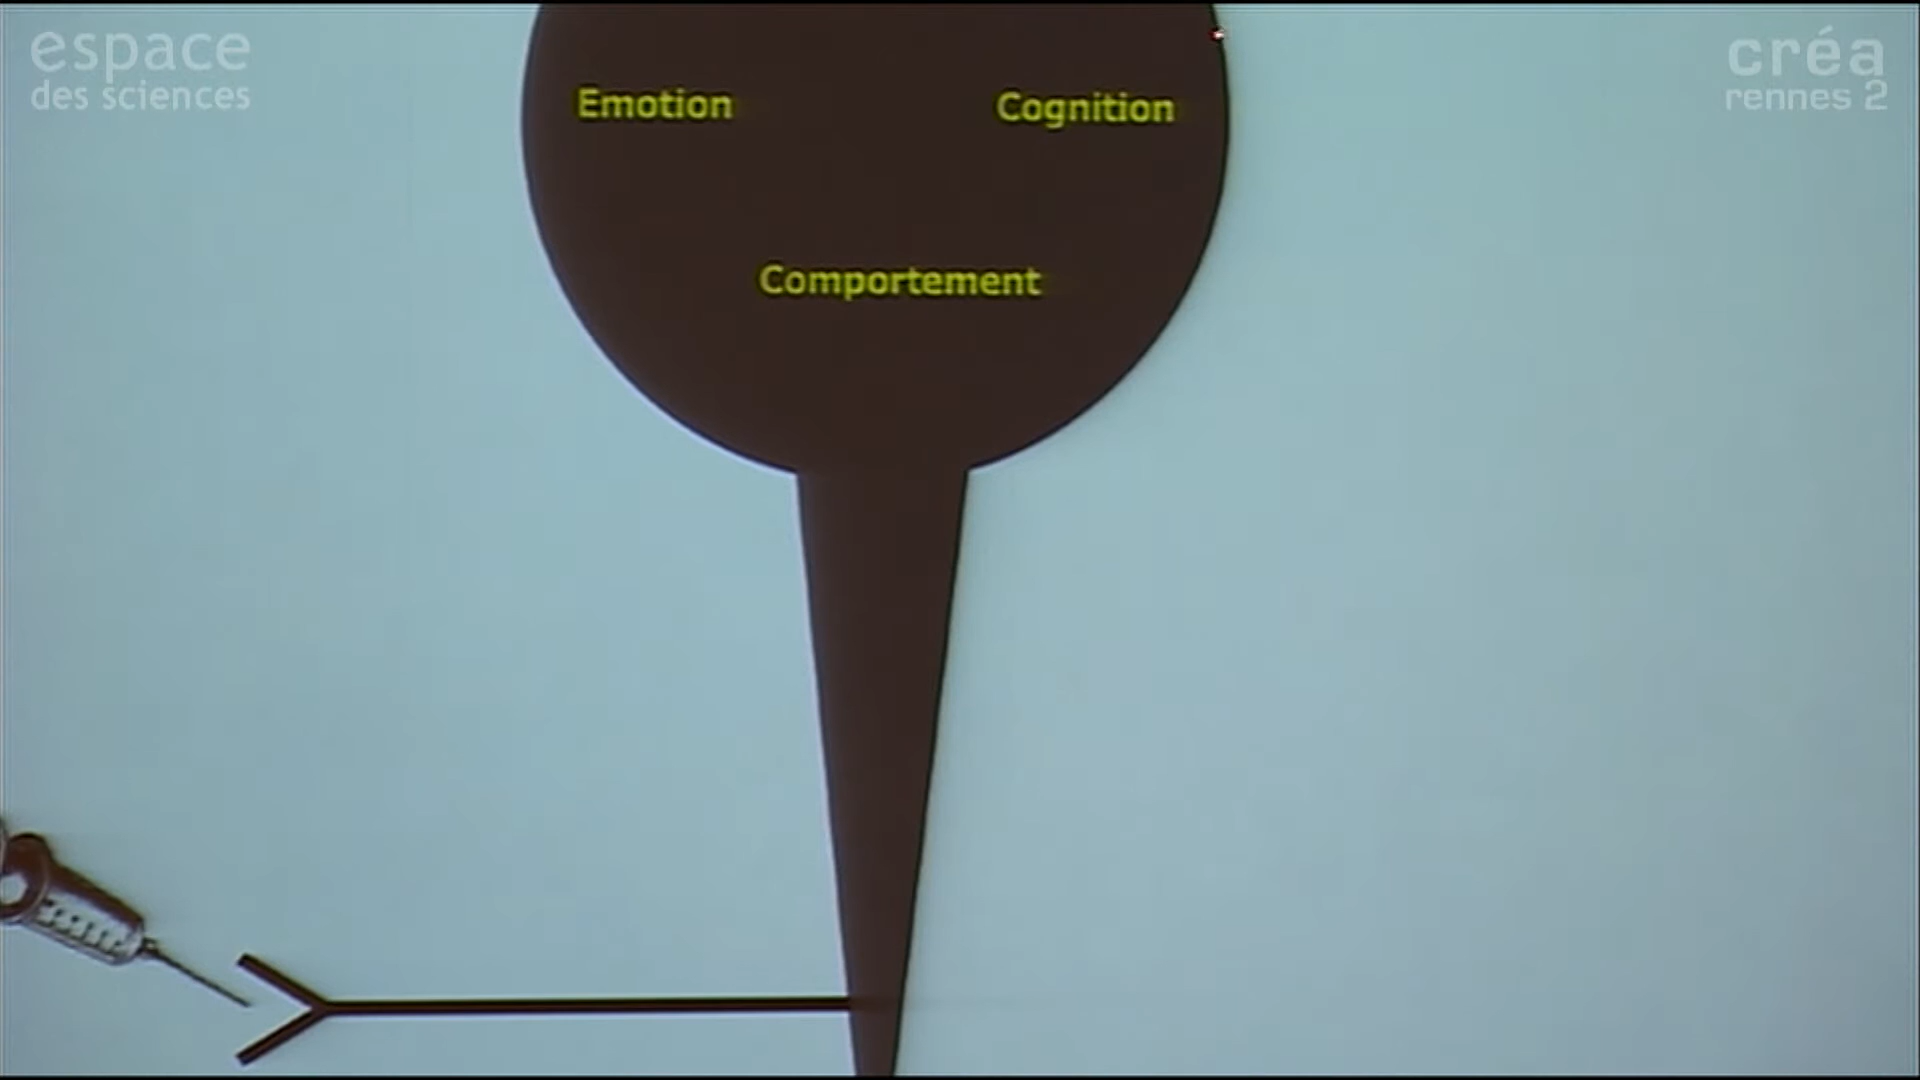 espace
des sciences
créa
rennes 2
Emotion
Cognition
Comportement